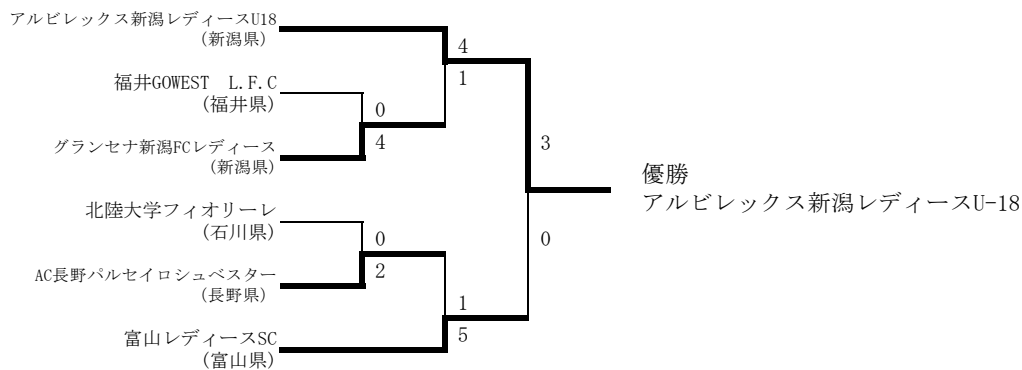 アルビレックス新潟レディースU18
(新潟県)
4
福井GOWEST　L.F.C
(福井県)
1
0
グランセナ新潟FCレディース
(新潟県)
4
3
優勝
アルビレックス新潟レディースU-18
北陸大学フィオリーレ
(石川県)
0
0
AC長野パルセイロシュベスター
(長野県)
2
1
富山レディースSC
(富山県)
5